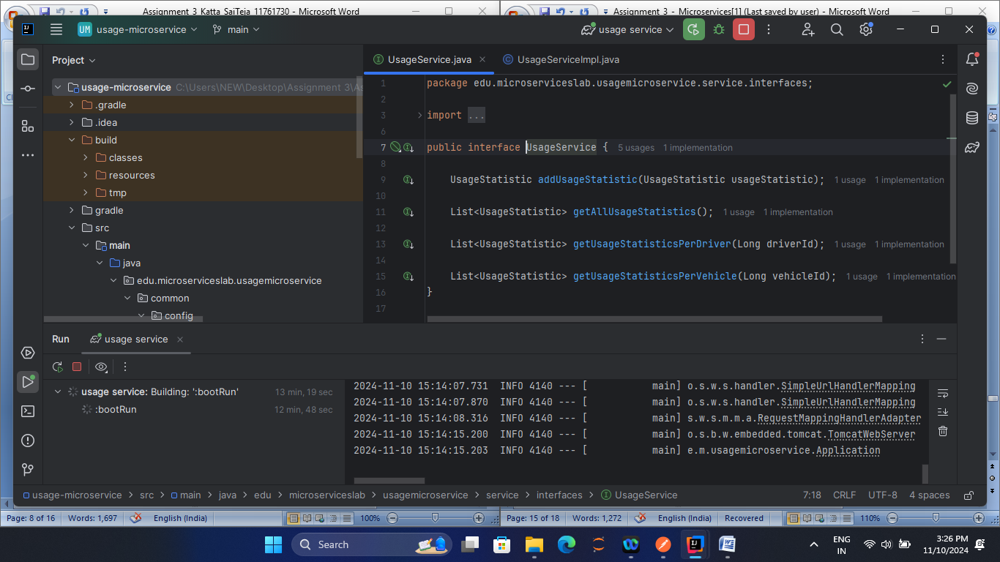 Assignment_3_Katta_SaiTeja_11761730 - Microsoft Word
Assignment_3_-_Microservices[1] (Last saved by user) - Microsoft Word
UM usage-microservice
main
usage service
Project
UsageService.java
UsageServiceImpl.java
usage-microservice C:\Users\NEW\Desktop\Assignment 3\As
.gradle
.idea
build
classes
resources
tmp
gradle
src
main
java
edu.microserviceslab.usagemicroservice
common
config
1 package edu.microserviceslab.usagemicroservice.service.interfaces;
2
3 import ...
6
7 public interface UsageService { 5 usages 1 implementation
8
9 UsageStatistic addUsageStatistic(UsageStatistic usageStatistic); 1 usage 1 implementation
10
11 List<UsageStatistic> getAllUsageStatistics(); 1 usage 1 implementation
12
13 List<UsageStatistic> getUsageStatisticsPerDriver(Long driverId); 1 usage 1 implementation
14
15 List<UsageStatistic> getUsageStatisticsPerVehicle(Long vehicleId); 1 usage 1 implementation
16 }
17
Run
usage service
usage service: Building: ':bootRun' 13 min, 19 sec
:bootRun 12 min, 48 sec
2024-11-10 15:14:07.731 INFO 4140 --- [ main] o.s.w.s.handler.SimpleUrlHandlerMapping
2024-11-10 15:14:07.870 INFO 4140 --- [ main] o.s.w.s.handler.SimpleUrlHandlerMapping
2024-11-10 15:14:08.316 INFO 4140 --- [ main] s.w.s.m.m.a.RequestMappingHandlerAdapter
2024-11-10 15:14:15.200 INFO 4140 --- [ main] o.s.b.w.embedded.tomcat.TomcatWebServer
2024-11-10 15:14:15.203 INFO 4140 --- [ main] e.m.usagemicroservice.Application
usage-microservice > src > main > java > edu > microserviceslab > usagemicroservice > service > interfaces > UsageService
7:18 CRLF UTF-8 4 spaces
Page: 8 of 16 Words: 1,697 English (India) 100%
Page: 15 of 18 Words: 1,272 English (India) Recovered 110%
Search
ENG
IN
3:26 PM
11/10/2024